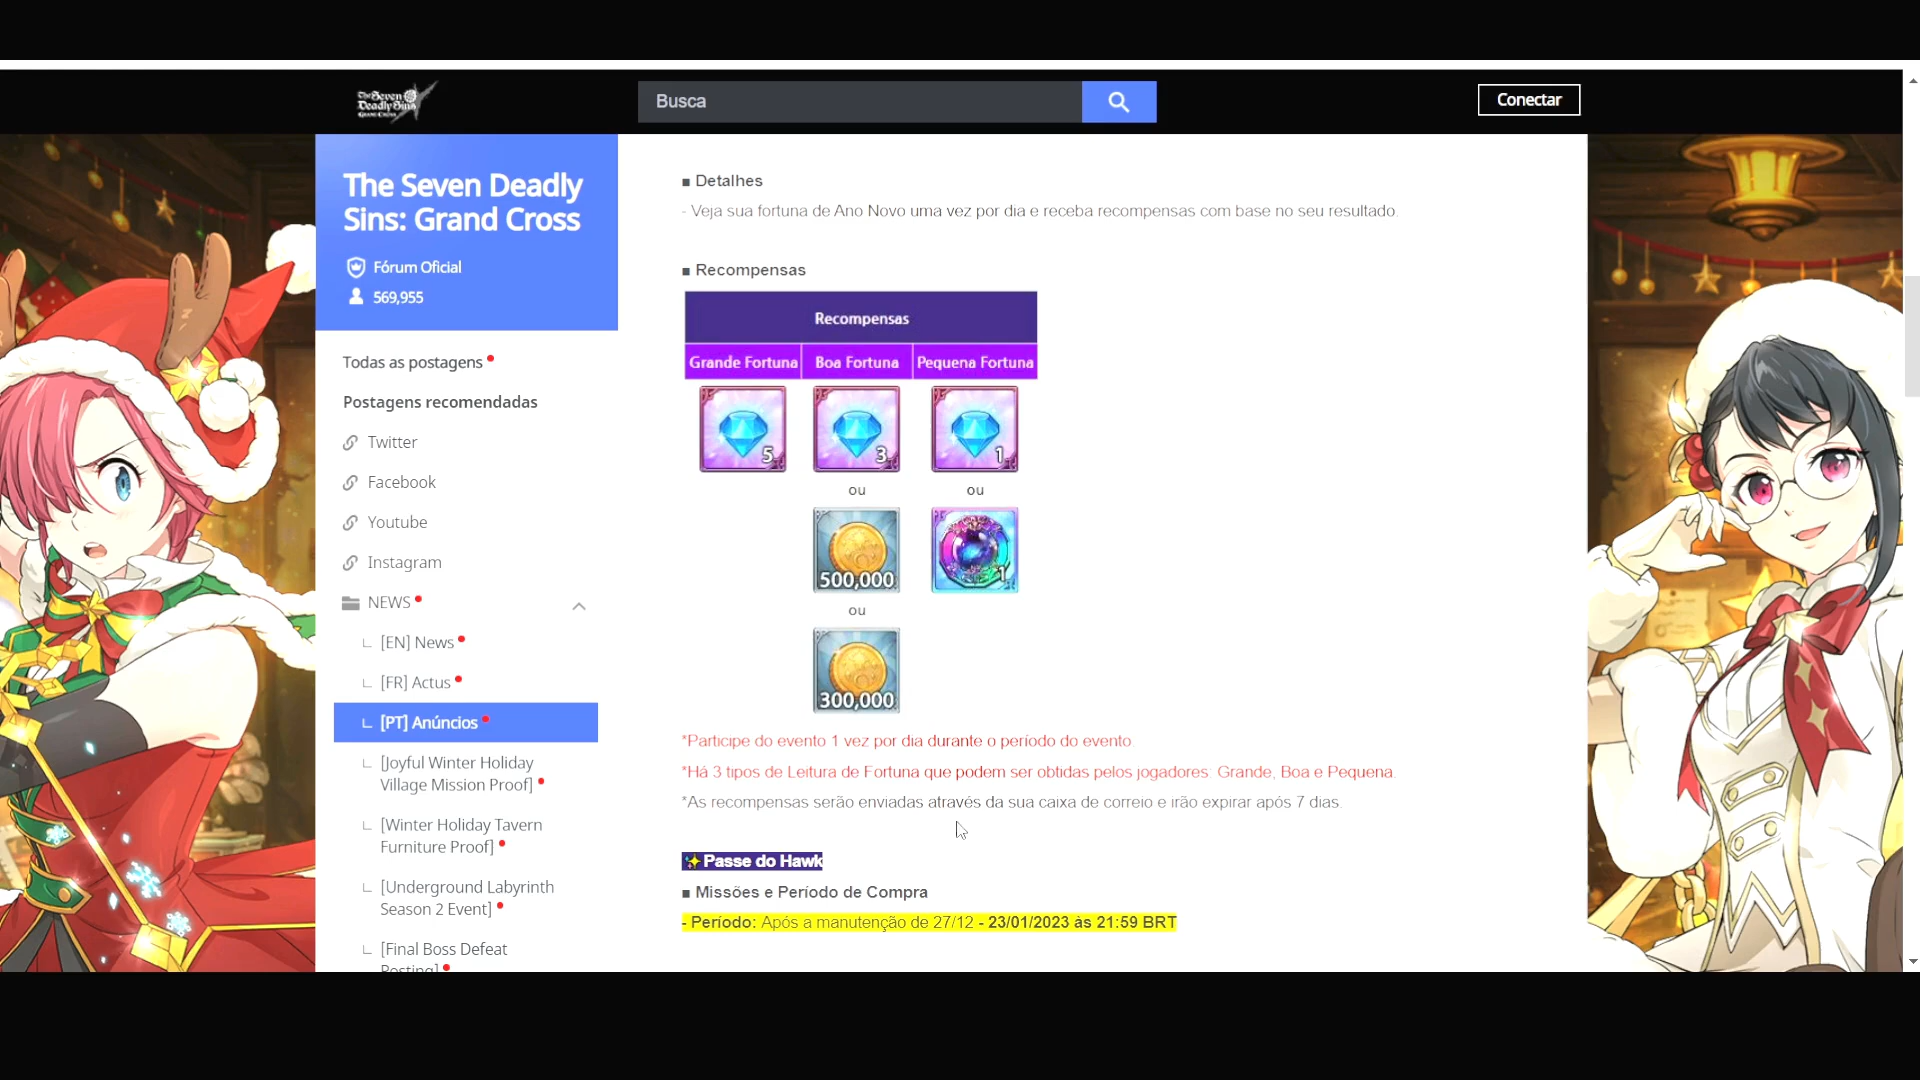 The Seven
Deadly Sins
GRAND CROSS
Busca
Conectar
The Seven Deadly
Sins: Grand Cross
Fórum Oficial
569,955
Todas as postagens
Postagens recomendadas
Twitter
Facebook
Youtube
Instagram
NEWS
[EN] News
[FR] Actus
[PT] Anúncios
[Joyful Winter Holiday
Village Mission Proof]
[Winter Holiday Tavern
Furniture Proof]
[Underground Labyrinth
Season 2 Event]
[Final Boss Defeat
Posting]
■ Detalhes
- Veja sua fortuna de Ano Novo uma vez por dia e receba recompensas com base no seu resultado.
■ Recompensas
Recompensas
Grande Fortuna Boa Fortuna Pequena Fortuna
5 3 1
ou ou
500,000 1
ou
300,000
*Participe do evento 1 vez por dia durante o período do evento
*Há 3 tipos de Leitura de Fortuna que podem ser obtidas pelos jogadores: Grande, Boa e Pequena.
*As recompensas serão enviadas através da sua caixa de correio e irão expirar após 7 dias.
✨Passe do Hawk
■ Missões e Período de Compra
- Período: Após a manutenção de 27/12 - 23/01/2023 às 21:59 BRT